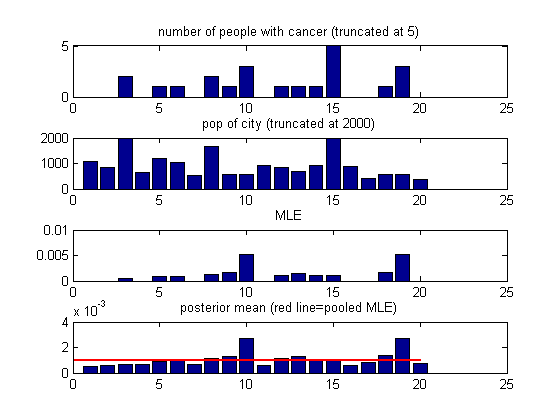 number of people with cancer (truncated at 5)
5
0
0 5 10 15 20 25
pop of city (truncated at 2000)
2000
1000
0
0 5 10 15 20 25
MLE
0.01
0.005
0
0 5 10 15 20 25
x 10^-3 posterior mean (red line=pooled MLE)
4
2
0
0 5 10 15 20 25